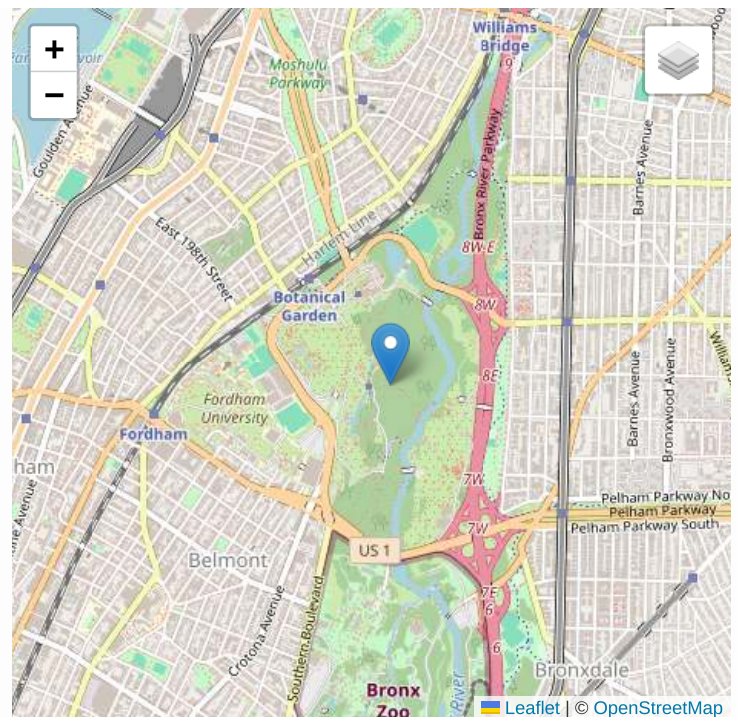 +
−
Goulden Avenue
Moshulu
Parkway
Williams
Bridge
9
Bronx River Parkway
Barnes Avenue
East 198th Street
Harlem Line
8W-E
Botanical
Garden
8W
8E
Fordham
University
Fordham
Barnes Avenue
Bronxwood Avenue
ham
7W
7W
Pelham Parkway No
Pelham Parkway
Pelham Parkway South
US 1
Belmont
Crotona Avenue
Southern Boulevard
7E
6
6
Bronx
Zoo
River
Bronxdale
Leaflet | © OpenStreetMap